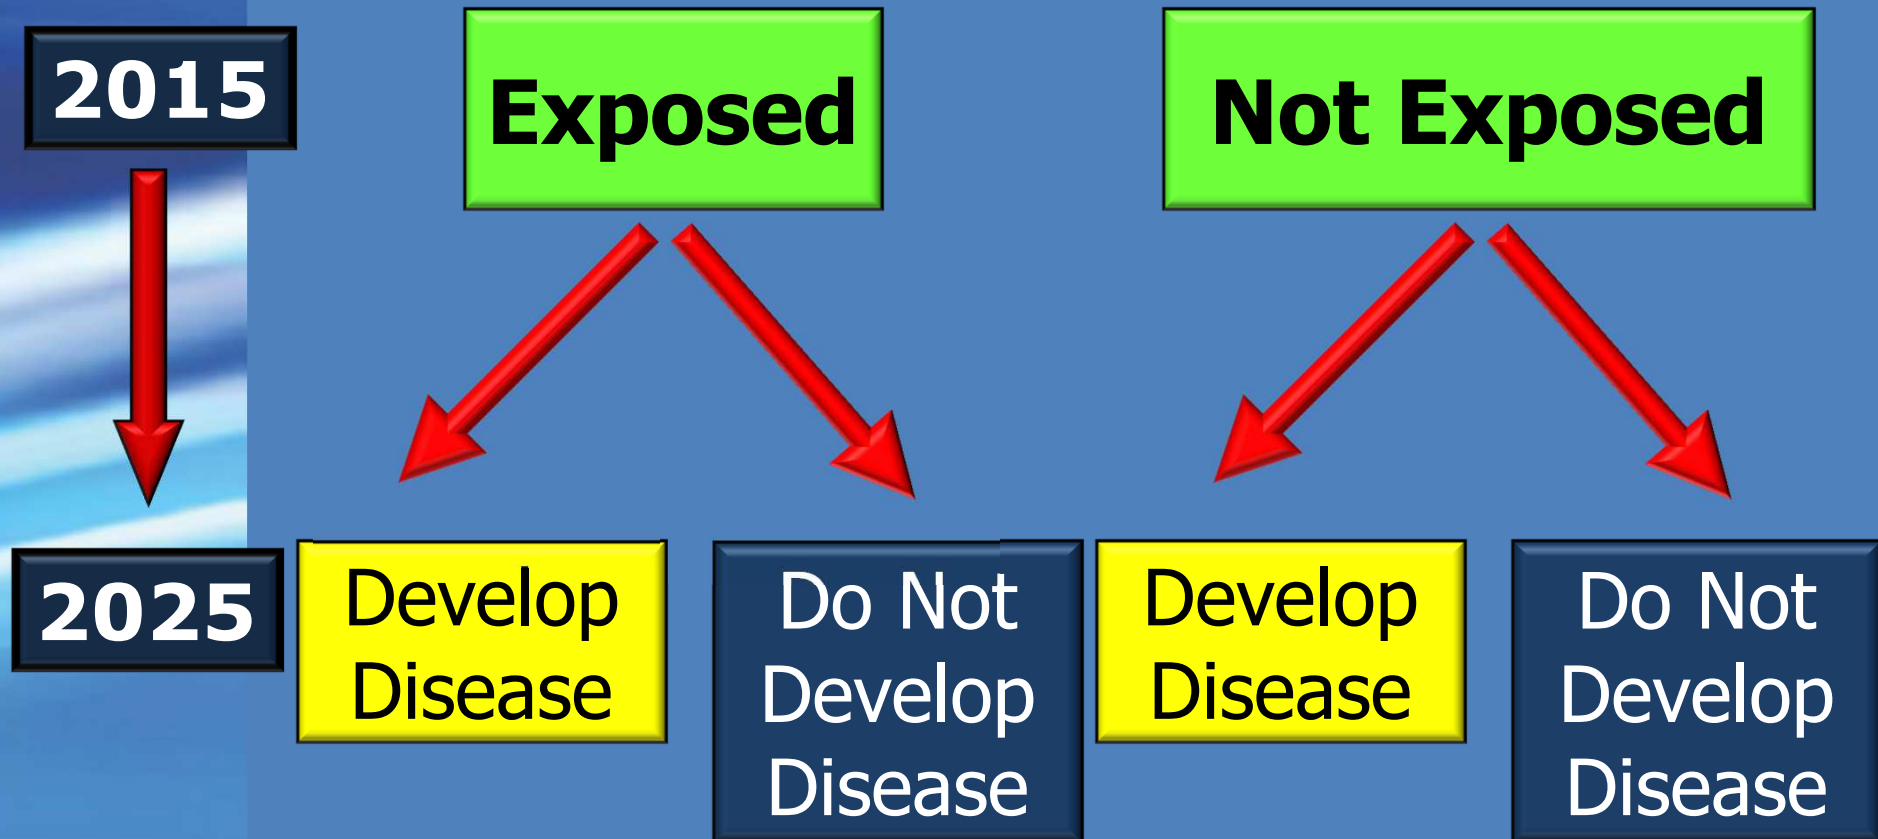 2015
Exposed
Not Exposed
2025
Develop
Disease
Do Not
Develop
Disease
Develop
Disease
Do Not
Develop
Disease